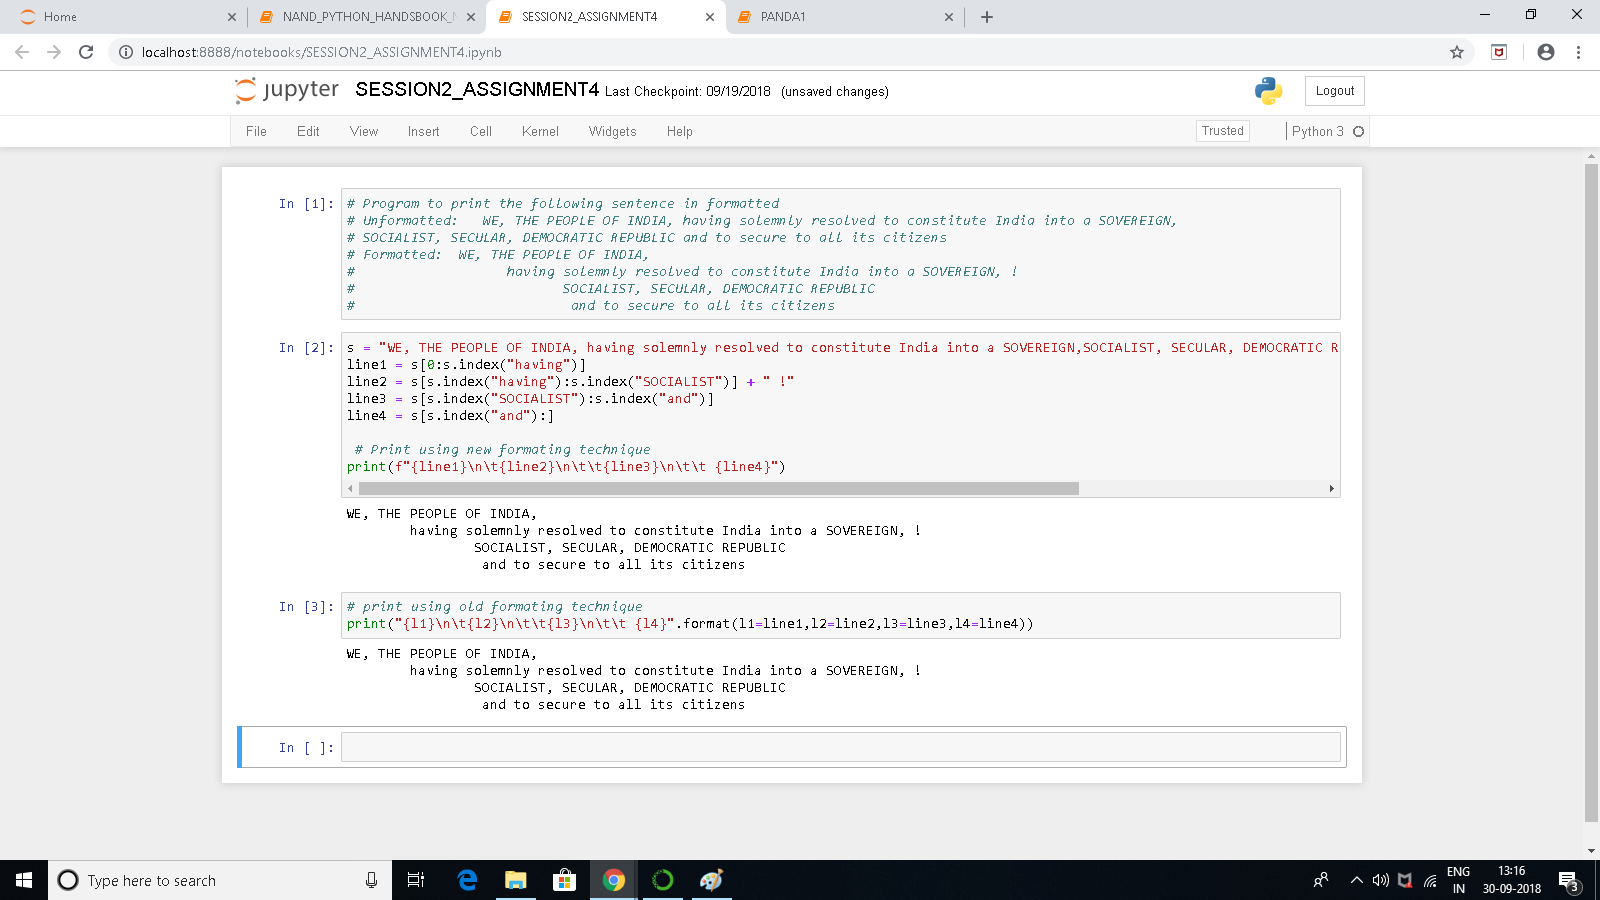 Home
NAND_PYTHON_HANDSBOOK_
SESSION2_ASSIGNMENT4
PANDA1
localhost:8888/notebooks/SESSION2_ASSIGNMENT4.ipynb
jupyter SESSION2_ASSIGNMENT4 Last Checkpoint: 09/19/2018 (unsaved changes)
Logout
File Edit View Insert Cell Kernel Widgets Help
Trusted Python 3
In [1]: # Program to print the following sentence in formatted
# Unformatted:   WE, THE PEOPLE OF INDIA, having solemnly resolved to constitute India into a SOVEREIGN,
# SOCIALIST, SECULAR, DEMOCRATIC REPUBLIC and to secure to all its citizens
# Formatted:  WE, THE PEOPLE OF INDIA,
#                   having solemnly resolved to constitute India into a SOVEREIGN, !
#                          SOCIALIST, SECULAR, DEMOCRATIC REPUBLIC
#                           and to secure to all its citizens
In [2]: s = "WE, THE PEOPLE OF INDIA, having solemnly resolved to constitute India into a SOVEREIGN,SOCIALIST, SECULAR, DEMOCRATIC R
line1 = s[0:s.index("having")]
line2 = s[s.index("having"):s.index("SOCIALIST")] + " !"
line3 = s[s.index("SOCIALIST"):s.index("and")]
line4 = s[s.index("and"):]
 # Print using new formating technique
print(f"{line1}\n\t{line2}\n\t\t{line3}\n\t\t {line4}")
WE, THE PEOPLE OF INDIA,
        having solemnly resolved to constitute India into a SOVEREIGN, !
                SOCIALIST, SECULAR, DEMOCRATIC REPUBLIC
                 and to secure to all its citizens
In [3]: # print using old formating technique
print("{l1}\n\t{l2}\n\t\t{l3}\n\t\t {l4}".format(l1=line1,l2=line2,l3=line3,l4=line4))
WE, THE PEOPLE OF INDIA,
        having solemnly resolved to constitute India into a SOVEREIGN, !
                SOCIALIST, SECULAR, DEMOCRATIC REPUBLIC
                 and to secure to all its citizens
In [ ]:
Type here to search
ENG
IN
13:16
30-09-2018
3